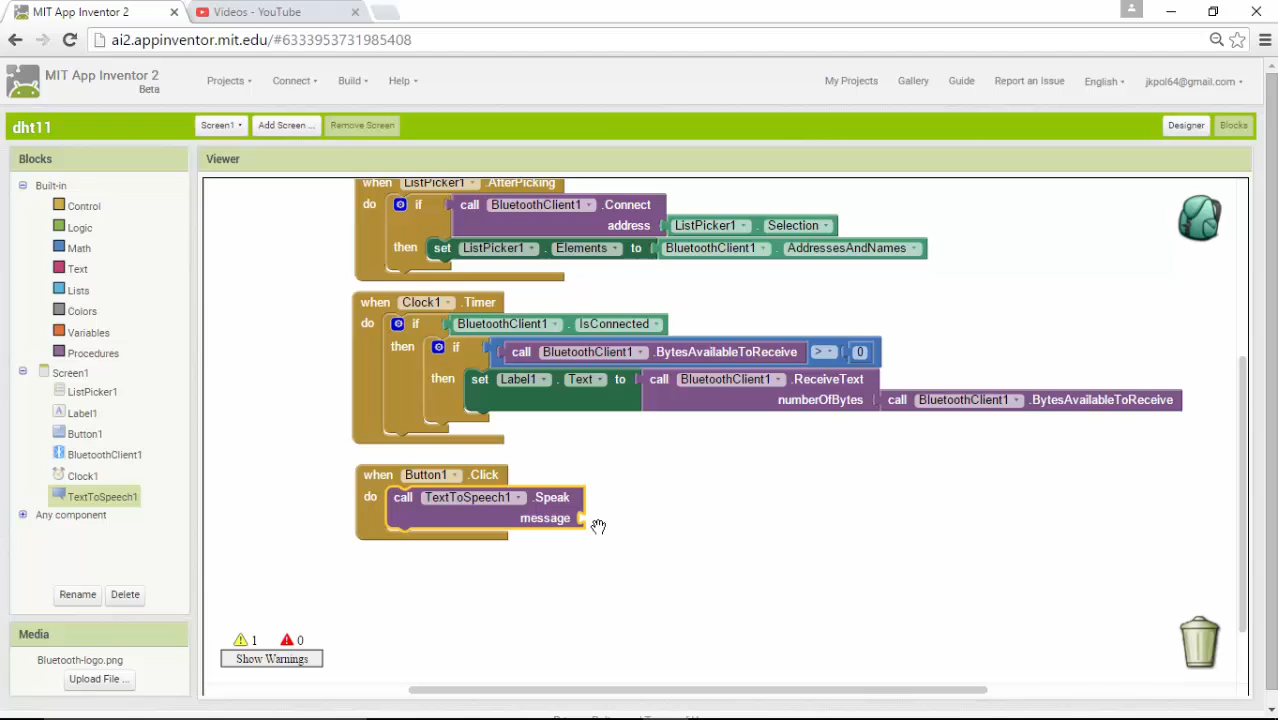 MIT App Inventor 2
Videos - YouTube
ai2.appinventor.mit.edu/#6333953731985408
MIT App Inventor 2
Beta
Projects
Connect
Build
Help
My Projects
Gallery
Guide
Report an Issue
English
jkpol64@gmail.com
dht11
Screen1
Add Screen ...
Remove Screen
Designer
Blocks
Blocks
Viewer
Built-in
Control
Logic
Math
Text
Lists
Colors
Variables
Procedures
Screen1
ListPicker1
Label1
Button1
BluetoothClient1
Clock1
TextToSpeech1
Any component
Rename
Delete
Media
Bluetooth-logo.png
Upload File ...
when ListPicker1 .AfterPicking
do if call BluetoothClient1 .Connect
address ListPicker1 . Selection
then set ListPicker1 . Elements to BluetoothClient1 . AddressesAndNames
when Clock1 .Timer
do if BluetoothClient1 . IsConnected
then if call BluetoothClient1 .BytesAvailableToReceive > 0
then set Label1 . Text to call BluetoothClient1 .ReceiveText
numberOfBytes call BluetoothClient1 .BytesAvailableToReceive
when Button1 .Click
do call TextToSpeech1 .Speak
message
1 0
Show Warnings